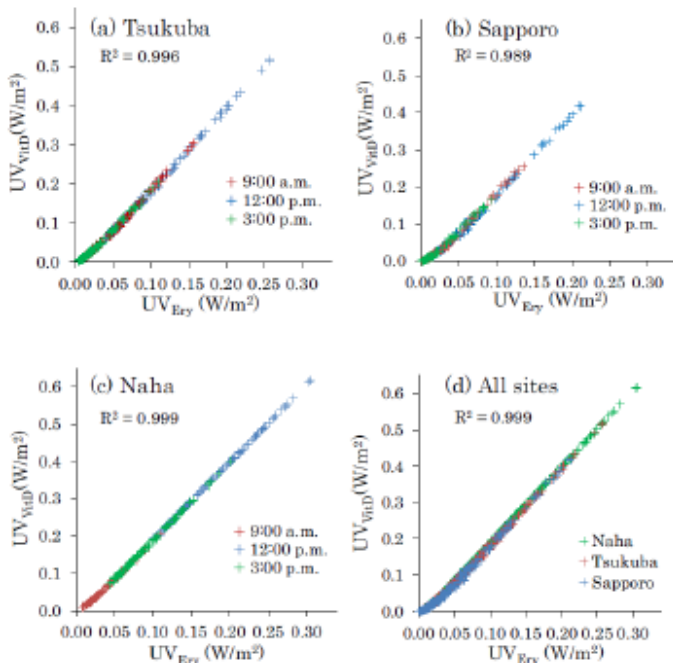 (a) Tsukuba
R² = 0.996
UV_VitD (W/m²)
0.6
0.5
0.4
0.3
0.2
0.1
0.0
9:00 a.m.
12:00 p.m.
3:00 p.m.
0.00 0.05 0.10 0.15 0.20 0.25 0.30
UV_Ery (W/m²)
(b) Sapporo
R² = 0.989
UV_VitD (W/m²)
0.6
0.5
0.4
0.3
0.2
0.1
0.0
9:00 a.m.
12:00 p.m.
3:00 p.m.
0.00 0.05 0.10 0.15 0.20 0.25 0.30
UV_Ery (W/m²)
(c) Naha
R² = 0.999
UV_VitD (W/m²)
0.6
0.5
0.4
0.3
0.2
0.1
0.0
9:00 a.m.
12:00 p.m.
3:00 p.m.
0.00 0.05 0.10 0.15 0.20 0.25 0.30
UV_Ery (W/m²)
(d) All sites
R² = 0.999
UV_VitD (W/m²)
0.6
0.5
0.4
0.3
0.2
0.1
0.0
Naha
Tsukuba
Sapporo
0.00 0.05 0.10 0.15 0.20 0.25 0.30
UV_Ery (W/m²)